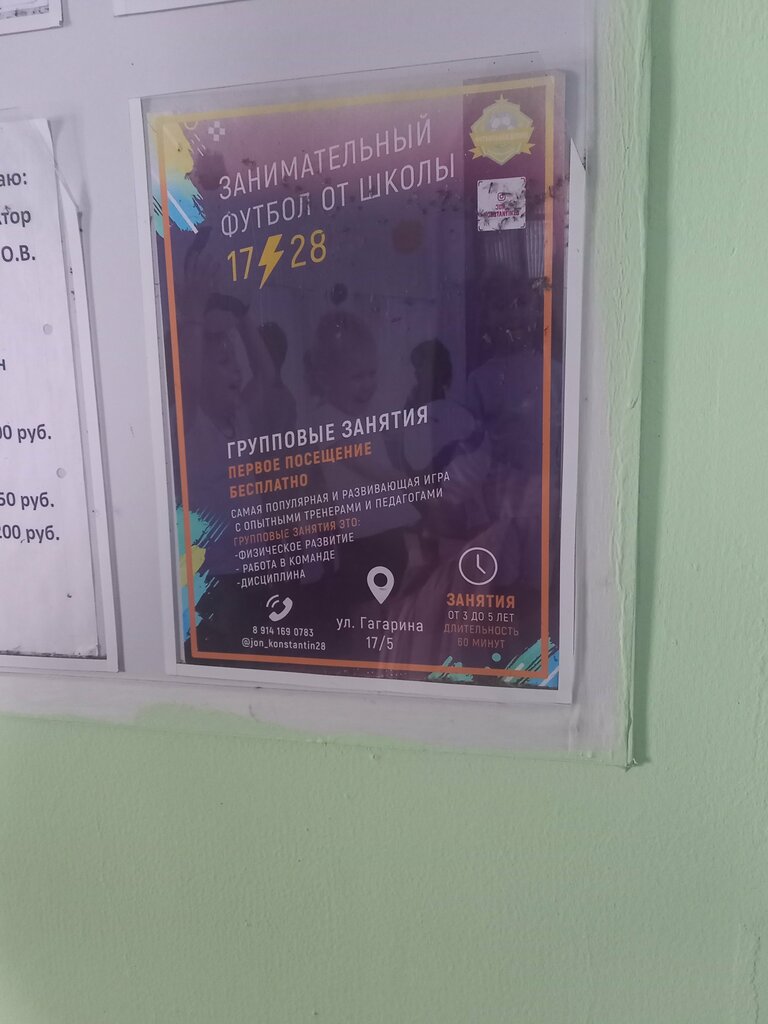 аю:
тор
О.В.
н
00 руб.
50 руб.
200 руб.
ЗАНИМАТЕЛЬНЫЙ
ФУТБОЛ ОТ ШКОЛЫ
17 28
ГРУППОВЫЕ ЗАНЯТИЯ
ПЕРВОЕ ПОСЕЩЕНИЕ
БЕСПЛАТНО
САМАЯ ПОПУЛЯРНАЯ И РАЗВИВАЮЩАЯ ИГРА
С ОПЫТНЫМИ ТРЕНЕРАМИ И ПЕДАГОГАМИ
ГРУППОВЫЕ ЗАНЯТИЯ ЭТО:
-ФИЗИЧЕСКОЕ РАЗВИТИЕ
- РАБОТА В КОМАНДЕ
-ДИСЦИПЛИНА
8 914 169 0783
@jon_konstantin28
ул. Гагарина
17/5
ЗАНЯТИЯ
ОТ 3 ДО 5 ЛЕТ
ДЛИТЕЛЬНОСТЬ
60 МИНУТ